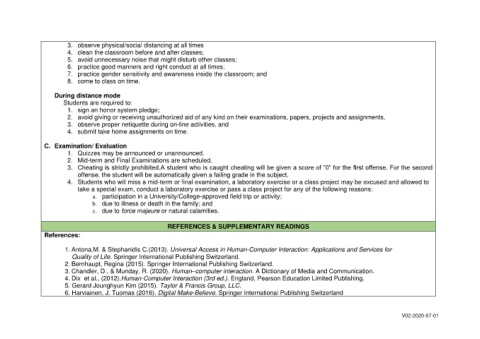 3. observe physical/social distancing at all times
4. clean the classroom before and after classes;
5. avoid unnecessary noise that might disturb other classes;
6. practice good manners and right conduct at all times;
7. practice gender sensitivity and awareness inside the classroom; and
8. come to class on time.
During distance mode
Students are required to:
1. sign an honor system pledge;
2. avoid giving or receiving unauthorized aid of any kind on their examinations, papers, projects and assignments,
3. observe proper netiquette during on-line activities, and
4. submit take home assignments on time.
C. Examination/ Evaluation
1. Quizzes may be announced or unannounced.
2. Mid-term and Final Examinations are scheduled.
3. Cheating is strictly prohibited.A student who is caught cheating will be given a score of "0" for the first offense. For the second
offense, the student will be automatically given a failing grade in the subject.
4. Students who will miss a mid-term or final examination, a laboratory exercise or a class project may be excused and allowed to
take a special exam, conduct a laboratory exercise or pass a class project for any of the following reasons:
a. participation in a University/College-approved field trip or activity;
b. due to illness or death in the family; and
c. due to force majeure or natural calamities.
REFERENCES & SUPPLEMENTARY READINGS
References:
1. Antona,M. & Stephanidis C.(2013). Universal Access in Human-Computer Interaction: Applications and Services for
Quality of Life. Springer International Publishing Switzerland.
2. Bernhaupt, Regina (2015). Springer International Publishing Switzerland.
3. Chandler, D., & Munday, R. (2020). Human–computer interaction. A Dictionary of Media and Communication.
4. Dix et al., (2012).Human-Computer Interaction (3rd ed.). England, Pearson Education Limited Publishing.
5. Gerard Jounghyun Kim (2015). Taylor & Francis Group, LLC.
6. Harviainen, J. Tuomas (2016). Digital Make-Believe. Springer International Publishing Switzerland
V02-2020-07-01